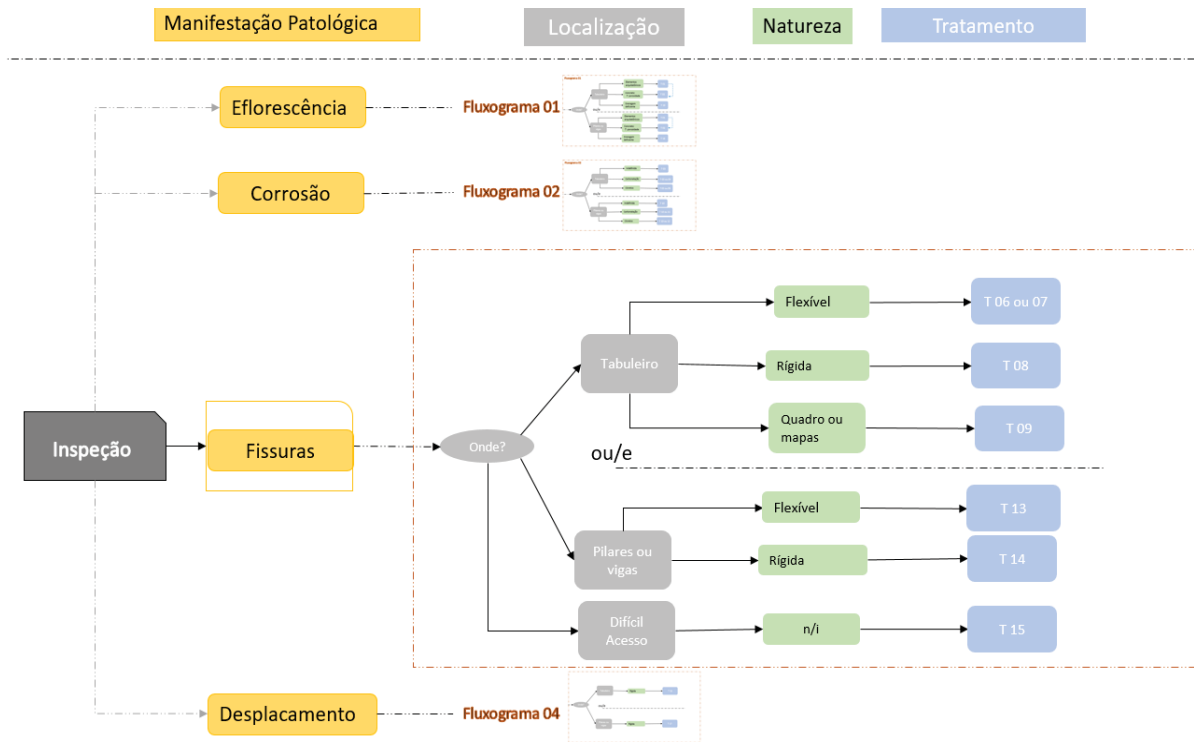 Manifestação Patológica
Localização
Natureza
Tratamento
Eflorescência
Fluxograma 01
Corrosão
Fluxograma 02
Flexível
T 06 ou 07
Tabuleiro
Rígida
T 08
Quadro ou
mapas
T 09
Inspeção
Fissuras
Onde?
ou/e
Flexível
T 13
Pilares ou
vigas
Rígida
T 14
Difícil
Acesso
n/i
T 15
Desplacamento
Fluxograma 04